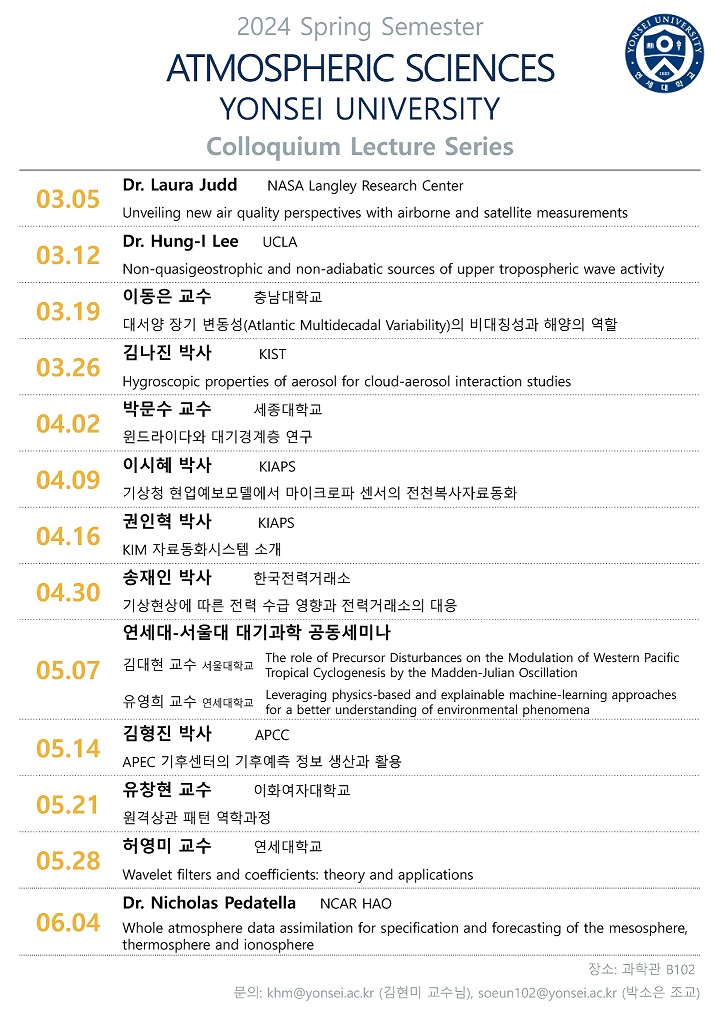 2024 Spring Semester
ATMOSPHERIC SCIENCES
YONSEI UNIVERSITY
Colloquium Lecture Series
YONSEI UNIVERSITY
1885
연세대학교
03.05
Dr. Laura Judd NASA Langley Research Center
Unveiling new air quality perspectives with airborne and satellite measurements
03.12
Dr. Hung-I Lee UCLA
Non-quasigeostrophic and non-adiabatic sources of upper tropospheric wave activity
03.19
이동은 교수 충남대학교
대서양 장기 변동성(Atlantic Multidecadal Variability)의 비대칭성과 해양의 역할
03.26
김나진 박사 KIST
Hygroscopic properties of aerosol for cloud-aerosol interaction studies
04.02
박문수 교수 세종대학교
윈드라이다와 대기경계층 연구
04.09
이시혜 박사 KIAPS
기상청 현업예보모델에서 마이크로파 센서의 전천복사자료동화
04.16
권인혁 박사 KIAPS
KIM 자료동화시스템 소개
04.30
송재인 박사 한국전력거래소
기상현상에 따른 전력 수급 영향과 전력거래소의 대응
05.07
연세대-서울대 대기과학 공동세미나
김대현 교수 서울대학교 The role of Precursor Disturbances on the Modulation of Western Pacific
Tropical Cyclogenesis by the Madden-Julian Oscillation
유영희 교수 연세대학교 Leveraging physics-based and explainable machine-learning approaches
for a better understanding of environmental phenomena
05.14
김형진 박사 APCC
APEC 기후센터의 기후예측 정보 생산과 활용
05.21
유창현 교수 이화여자대학교
원격상관 패턴 역학과정
05.28
허영미 교수 연세대학교
Wavelet filters and coefficients: theory and applications
06.04
Dr. Nicholas Pedatella NCAR HAO
Whole atmosphere data assimilation for specification and forecasting of the mesosphere,
thermosphere and ionosphere
장소: 과학관 B102
문의: khm@yonsei.ac.kr (김현미 교수님), soeun102@yonsei.ac.kr (박소은 조교)